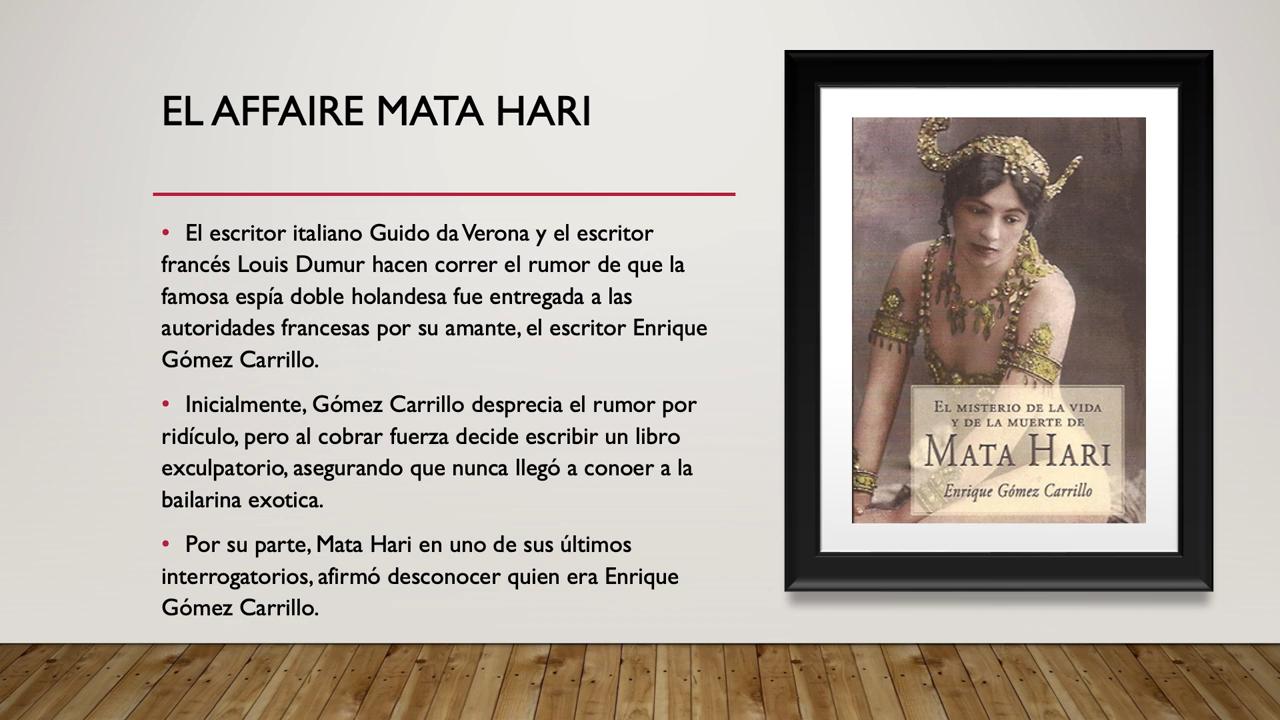 EL AFFAIRE MATA HARI
• El escritor italiano Guido da Verona y el escritor
francés Louis Dumur hacen correr el rumor de que la
famosa espía doble holandesa fue entregada a las
autoridades francesas por su amante, el escritor Enrique
Gómez Carrillo.
• Inicialmente, Gómez Carrillo desprecia el rumor por
ridículo, pero al cobrar fuerza decide escribir un libro
exculpatorio, asegurando que nunca llegó a conoer a la
bailarina exotica.
• Por su parte, Mata Hari en uno de sus últimos
interrogatorios, afirmó desconocer quien era Enrique
Gómez Carrillo.
El misterio de la vida
y de la muerte de
Mata Hari
Enrique Gómez Carrillo